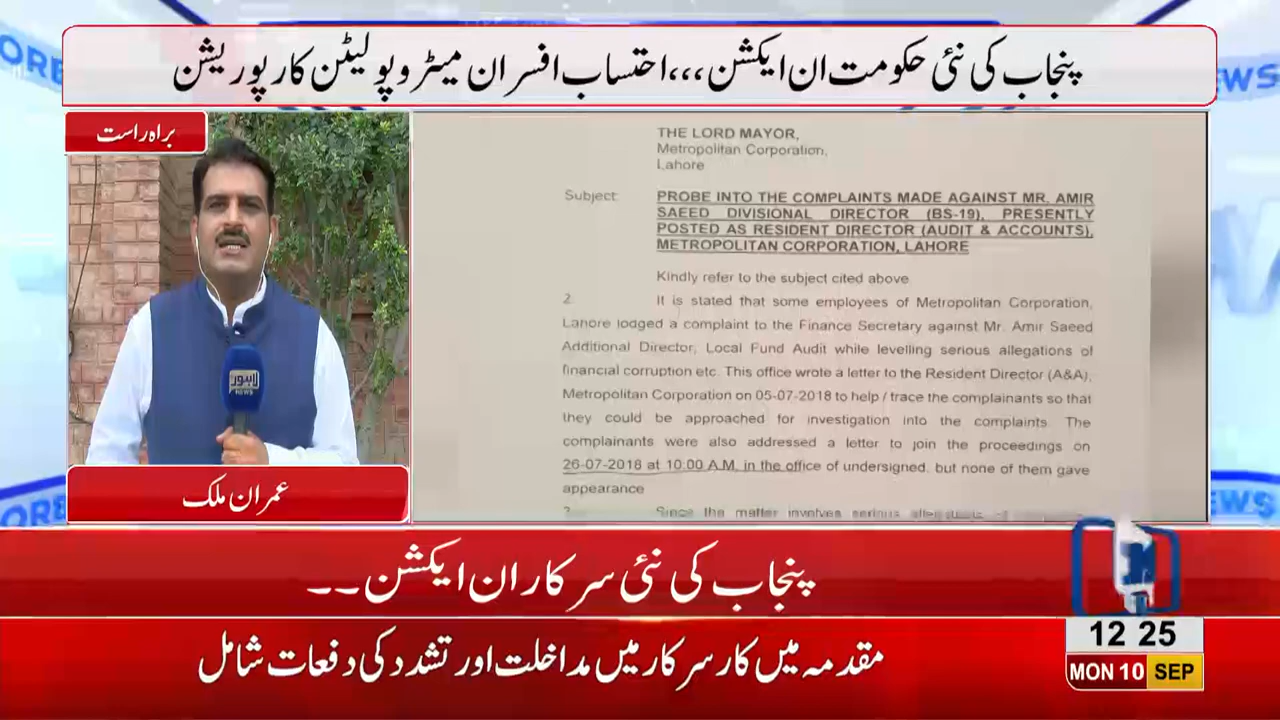 پنجاب کی نئی حکومت ان ایکشن،،،احتساب افسران میٹروپولیٹن کارپوریشن
براہ راست
THE LORD MAYOR,
Metropolitan Corporation,
Lahore
Subject: PROBE INTO THE COMPLAINTS MADE AGAINST MR. AMIR
SAEED DIVISIONAL DIRECTOR (BS-19), PRESENTLY
POSTED AS RESIDENT DIRECTOR (AUDIT & ACCOUNTS),
METROPOLITAN CORPORATION, LAHORE
Kindly refer to the subject cited above
2. It is stated that some employees of Metropolitan Corporation,
Lahore lodged a complaint to the Finance Secretary against Mr. Amir Saeed
Additional Director, Local Fund Audit while levelling serious allegations of
financial corruption etc. This office wrote a letter to the Resident Director (A&A),
Metropolitan Corporation on 05-07-2018 to help / trace the complainants so that
they could be approached for investigation into the complaints. The
complainants were also addressed a letter to join the proceedings on
26-07-2018 at 10:00 A.M. in the office of undersigned, but none of them gave
appearance
Since the matter involves serious
لاہور
NEWS
عمران ملک
پنجاب کی نئی سرکار ان ایکشن۔۔
مقدمہ میں کار سرکار میں مداخلت اور تشدد کی دفعات شامل
12 25
MON 10 SEP